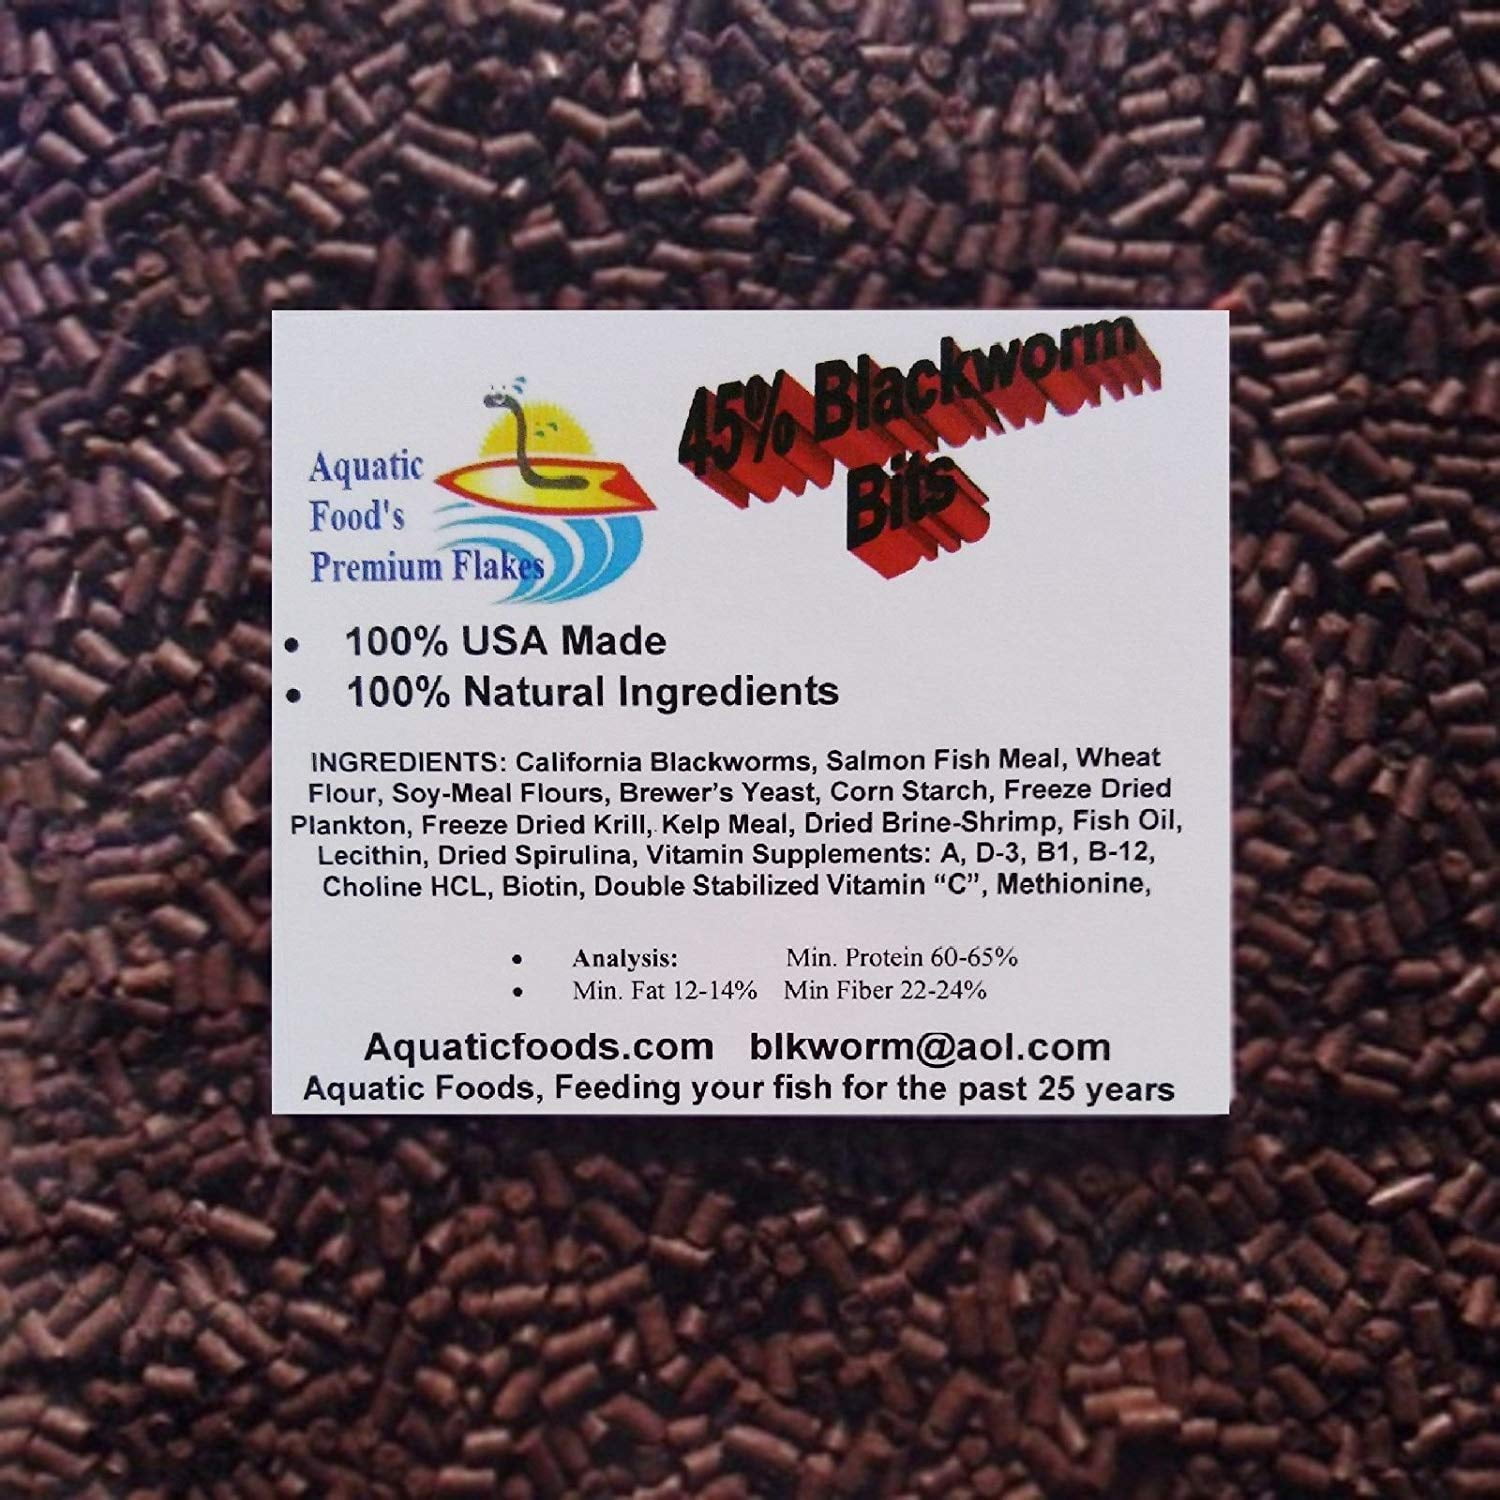 45% Blackworm
Bits
Aquatic
Food's
Premium Flakes
• 100% USA Made
• 100% Natural Ingredients
INGREDIENTS: California Blackworms, Salmon Fish Meal, Wheat
Flour, Soy-Meal Flours, Brewer's Yeast, Corn Starch, Freeze Dried
Plankton, Freeze Dried Krill, Kelp Meal, Dried Brine-Shrimp, Fish Oil,
Lecithin, Dried Spirulina, Vitamin Supplements: A, D-3, B1, B-12,
Choline HCL, Biotin, Double Stabilized Vitamin “C”, Methionine,
• Analysis: Min. Protein 60-65%
• Min. Fat 12-14% Min Fiber 22-24%
Aquaticfoods.com blkworm@aol.com
Aquatic Foods, Feeding your fish for the past 25 years